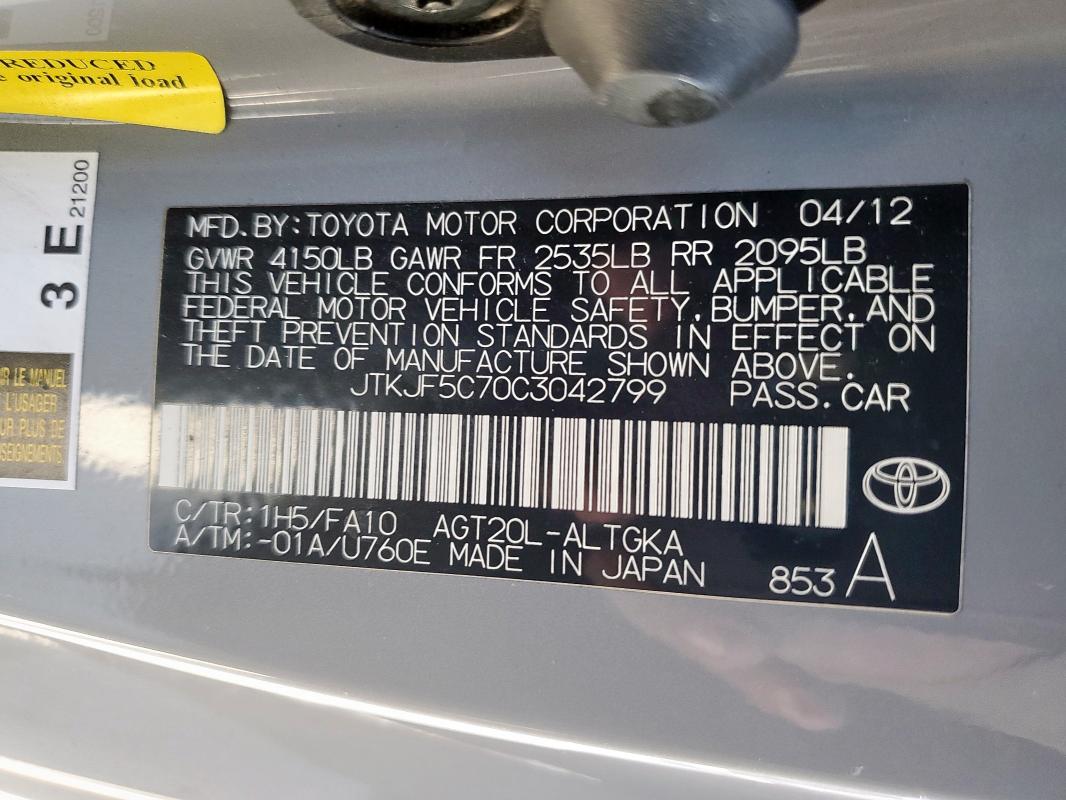 REDUCED
e original load
3 E 21200
UR LE MANUEL
L'USAGER
UR PLUS DE
SEIGNEMENTS
MFD.BY:TOYOTA MOTOR CORPORATION 04/12
GVWR 4150LB GAWR FR 2535LB RR 2095LB
THIS VEHICLE CONFORMS TO ALL APPLICABLE
FEDERAL MOTOR VEHICLE SAFETY,BUMPER,AND
THEFT PREVENTION STANDARDS IN EFFECT ON
THE DATE OF MANUFACTURE SHOWN ABOVE.
JTKJF5C70C3042799 PASS.CAR
C/TR:1H5/FA10 AGT20L-ALTGKA
A/TM:-01A/U760E MADE IN JAPAN
853 A